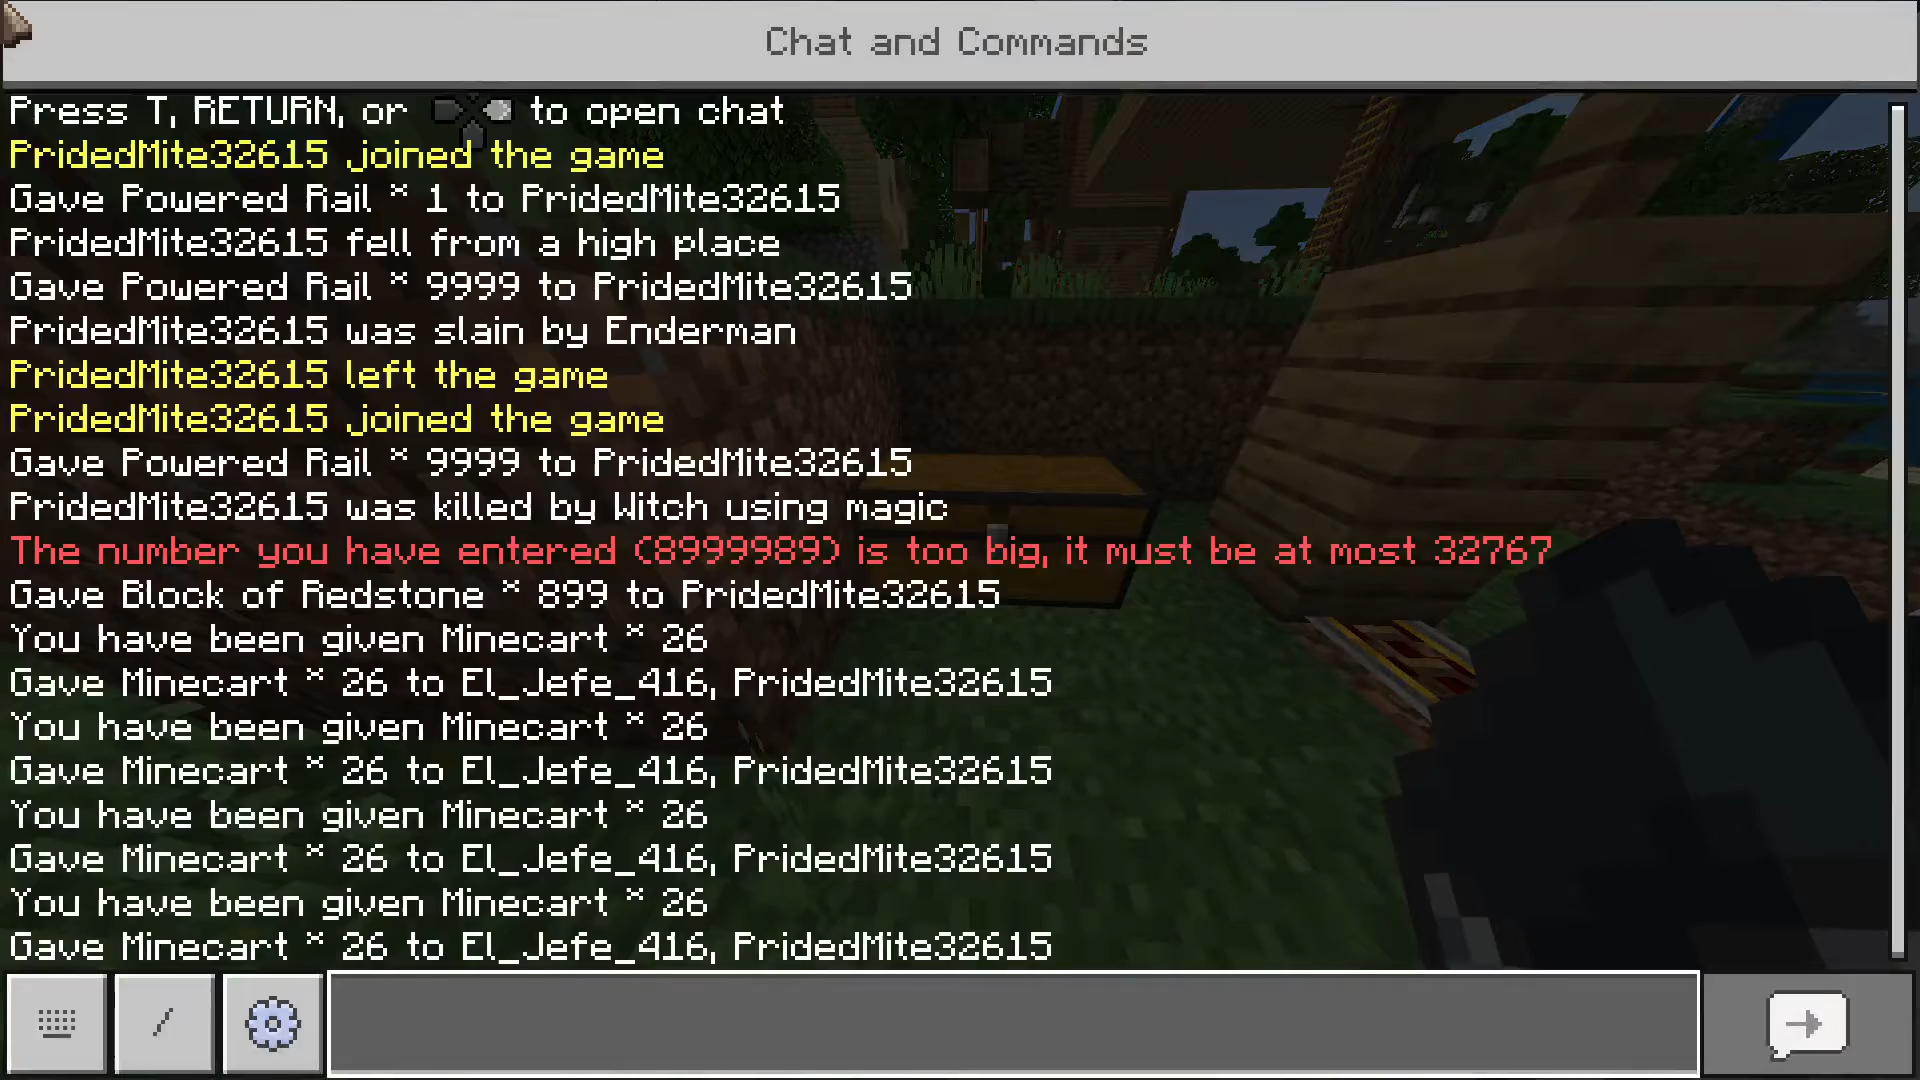 Chat and Commands
Press T, RETURN, or to open chat
PridedMite32615 joined the game
Gave Powered Rail * 1 to PridedMite32615
PridedMite32615 fell from a high place
Gave Powered Rail * 9999 to PridedMite32615
PridedMite32615 was slain by Enderman
PridedMite32615 left the game
PridedMite32615 joined the game
Gave Powered Rail * 9999 to PridedMite32615
PridedMite32615 was killed by Witch using magic
The number you have entered (8999989) is too big, it must be at most 32767
Gave Block of Redstone * 899 to PridedMite32615
You have been given Minecart * 26
Gave Minecart * 26 to El_Jefe_416, PridedMite32615
You have been given Minecart * 26
Gave Minecart * 26 to El_Jefe_416, PridedMite32615
You have been given Minecart * 26
Gave Minecart * 26 to El_Jefe_416, PridedMite32615
You have been given Minecart * 26
Gave Minecart * 26 to El_Jefe_416, PridedMite32615
/